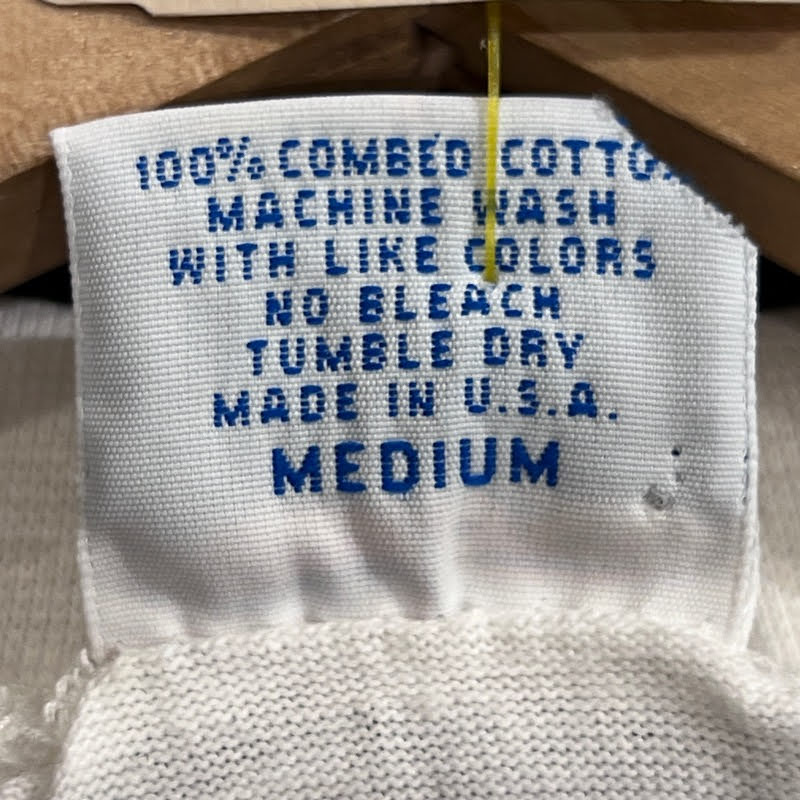 100% COMBED COTTON
MACHINE WASH
WITH LIKE COLORS
NO BLEACH
TUMBLE DRY
MADE IN U.S.A.
MEDIUM